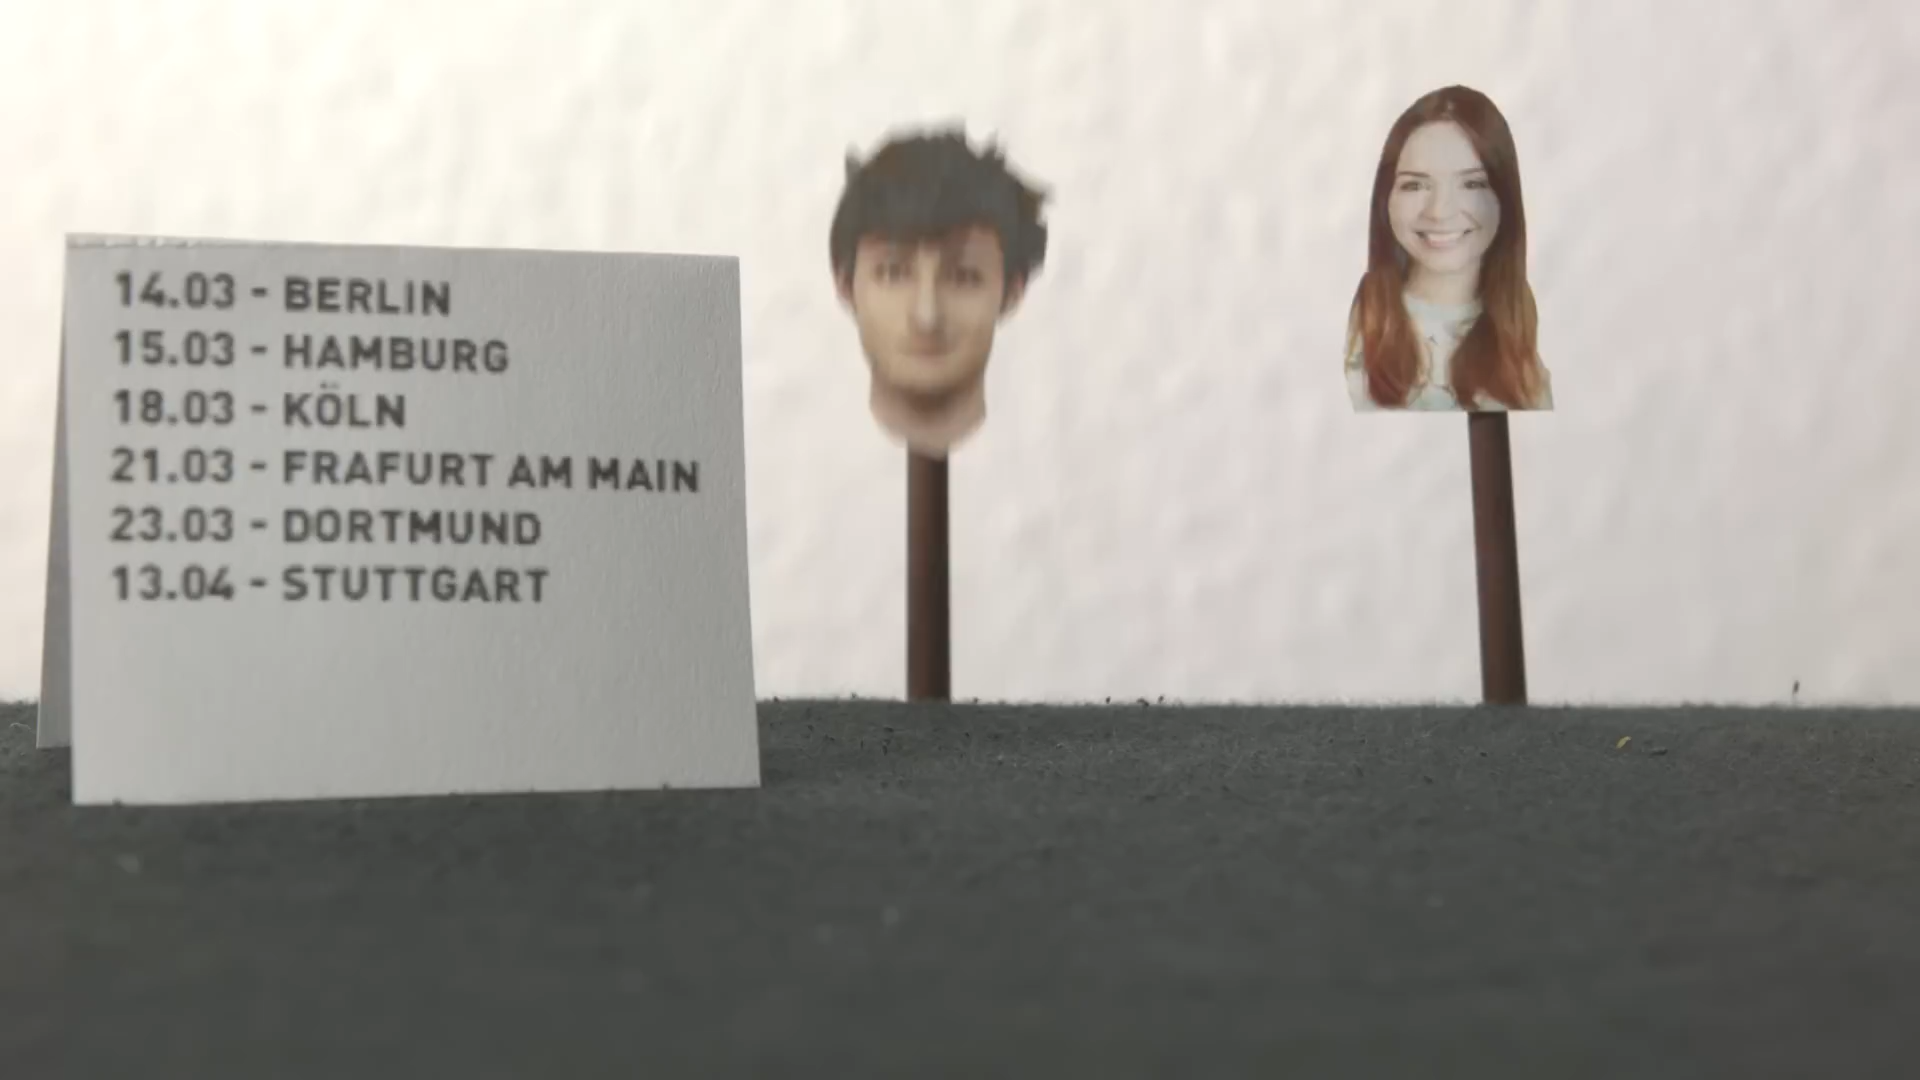 14.03 - BERLIN
15.03 - HAMBURG
18.03 - KÖLN
21.03 - FRAFURT AM MAIN
23.03 - DORTMUND
13.04 - STUTTGART